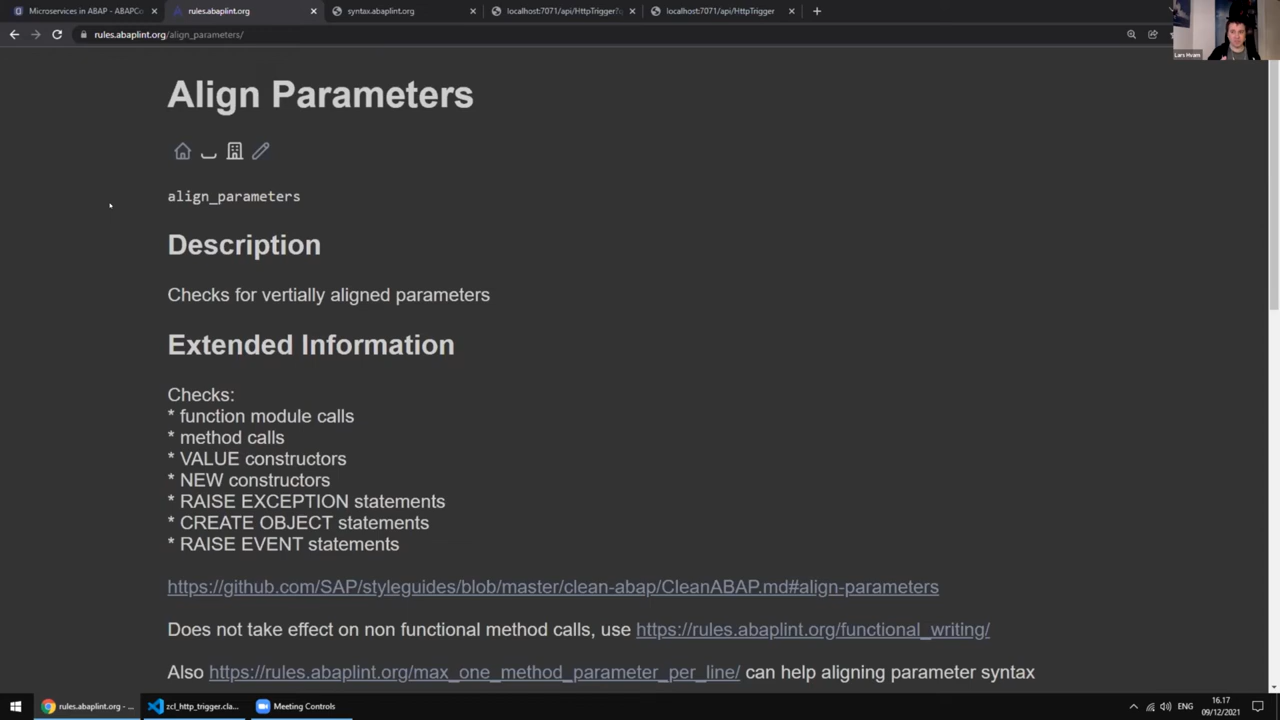 Microservices in ABAP - ABAPCo
rules.abaplint.org
syntax.abaplint.org
localhost:7071/api/HttpTrigger?
localhost:7071/api/HttpTrigger
rules.abaplint.org/align_parameters/
Lars Hvam
Align Parameters
align_parameters
Description
Checks for vertially aligned parameters
Extended Information
Checks:
* function module calls
* method calls
* VALUE constructors
* NEW constructors
* RAISE EXCEPTION statements
* CREATE OBJECT statements
* RAISE EVENT statements
https://github.com/SAP/styleguides/blob/master/clean-abap/CleanABAP.md#align-parameters
Does not take effect on non functional method calls, use https://rules.abaplint.org/functional_writing/
Also https://rules.abaplint.org/max_one_method_parameter_per_line/ can help aligning parameter syntax
rules.abaplint.org - ...
zcl_http_trigger.cla...
Meeting Controls
ENG
16.17
09/12/2021